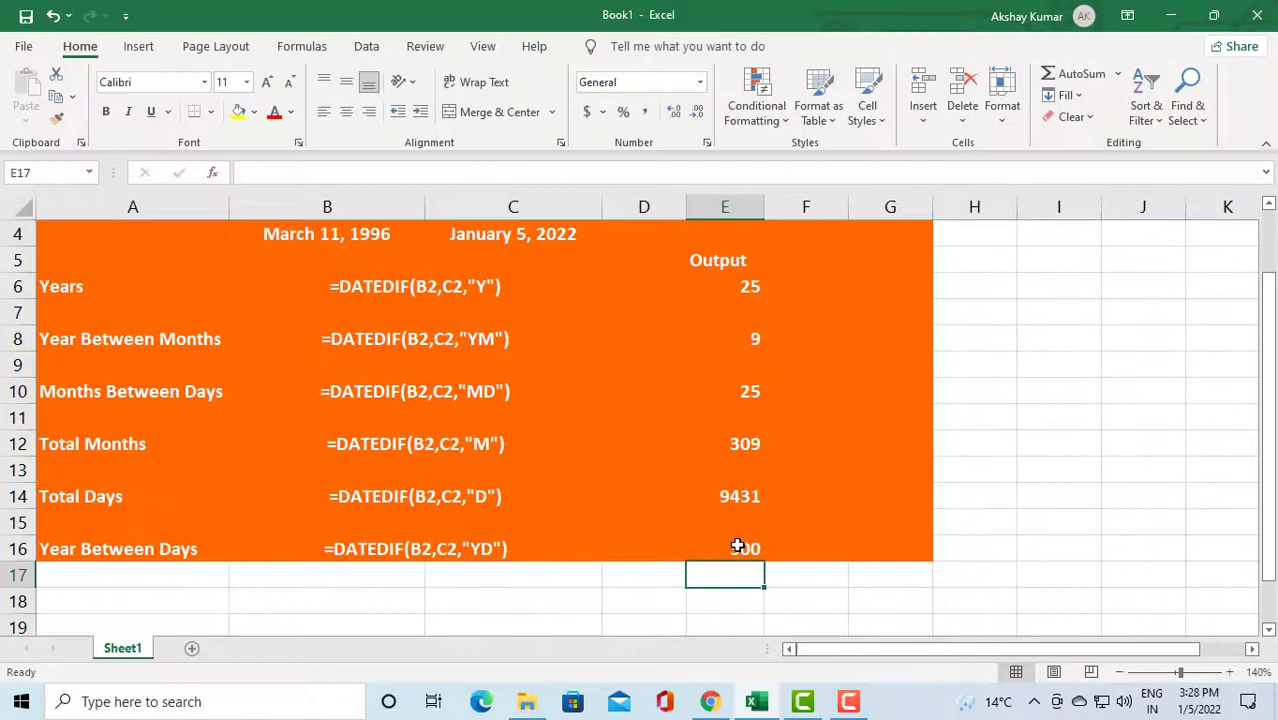 Book1 - Excel
Akshay Kumar AK
File Home Insert Page Layout Formulas Data Review View Help Tell me what you want to do Share
Paste
Calibri 11
B I U
Wrap Text
Merge & Center
General
$ % ,
Conditional Formatting
Format as Table
Cell Styles
Insert Delete Format
AutoSum
Fill
Clear
Sort & Filter
Find & Select
Clipboard Font Alignment Number Styles Cells Editing
E17 fx
A B C D E F G H I J K
4 March 11, 1996 January 5, 2022
5 Output
6 Years =DATEDIF(B2,C2,"Y") 25
7
8 Year Between Months =DATEDIF(B2,C2,"YM") 9
9
10 Months Between Days =DATEDIF(B2,C2,"MD") 25
11
12 Total Months =DATEDIF(B2,C2,"M") 309
13
14 Total Days =DATEDIF(B2,C2,"D") 9431
15
16 Year Between Days =DATEDIF(B2,C2,"YD")
17
18
19
Sheet1
Ready 140%
Type here to search
14°C
ENG
IN
3:28 PM
1/5/2022